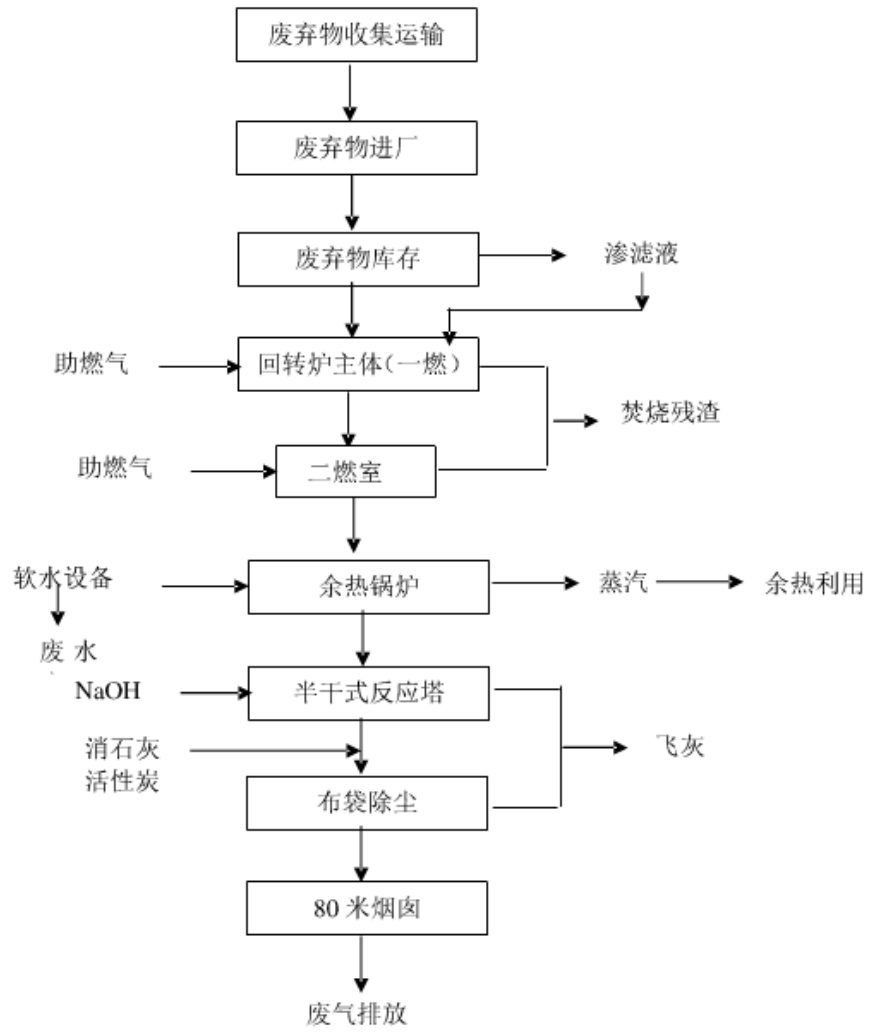 废弃物收集运输
废弃物进厂
废弃物库存
渗滤液
助燃气
回转炉主体（一燃）
焚烧残渣
助燃气
二燃室
软水设备
余热锅炉
蒸汽
余热利用
废 水
NaOH
半干式反应塔
消石灰
飞灰
活性炭
布袋除尘
80 米烟囱
废气排放